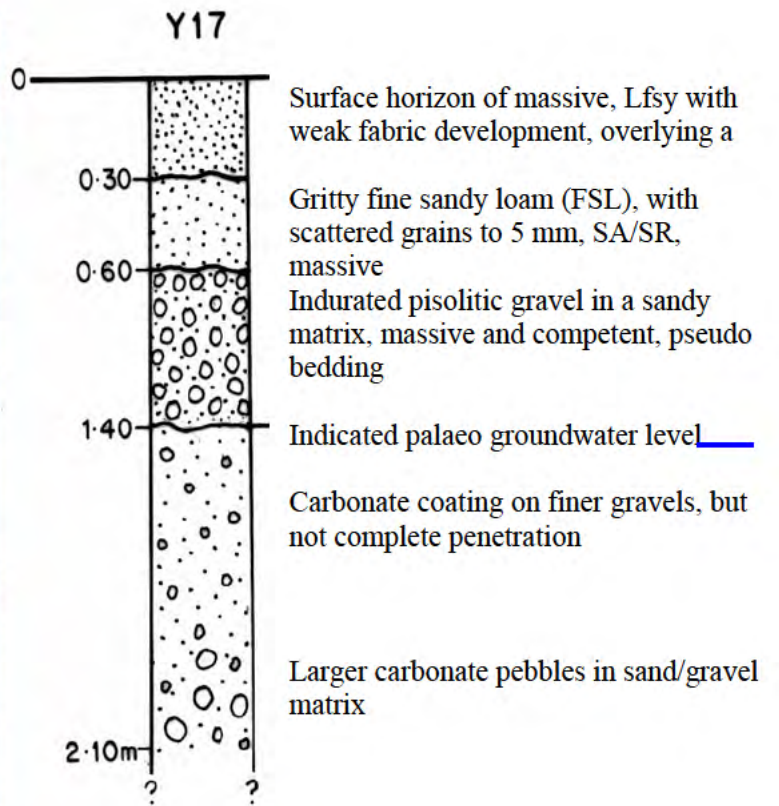 Y17
0
Surface horizon of massive, Lfsy with
weak fabric development, overlying a
0·30
Gritty fine sandy loam (FSL), with
scattered grains to 5 mm, SA/SR,
massive
0·60
Indurated pisolitic gravel in a sandy
matrix, massive and competent, pseudo
bedding
1·40
Indicated palaeo groundwater level
Carbonate coating on finer gravels, but
not complete penetration
Larger carbonate pebbles in sand/gravel
matrix
2·10m
? ?